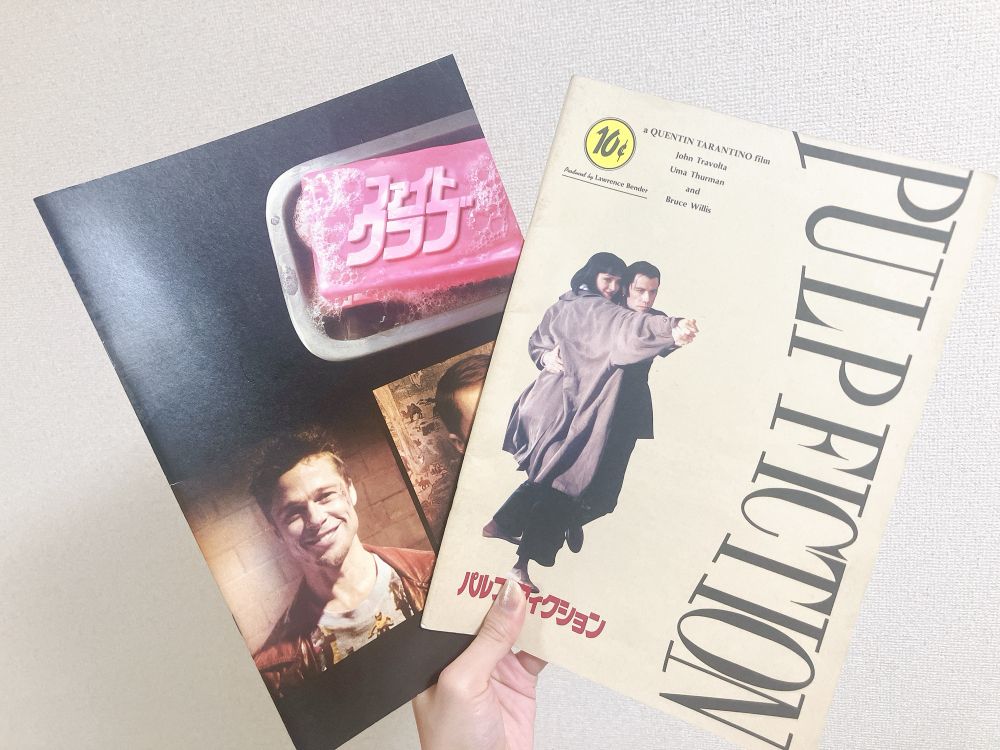 ファイト
クラブ
10¢
a QUENTIN TARANTINO film
John Travolta
Uma Thurman
and
Bruce Willis
Produced by Lawrence Bender
PULP FICTION
パルプ フィクション